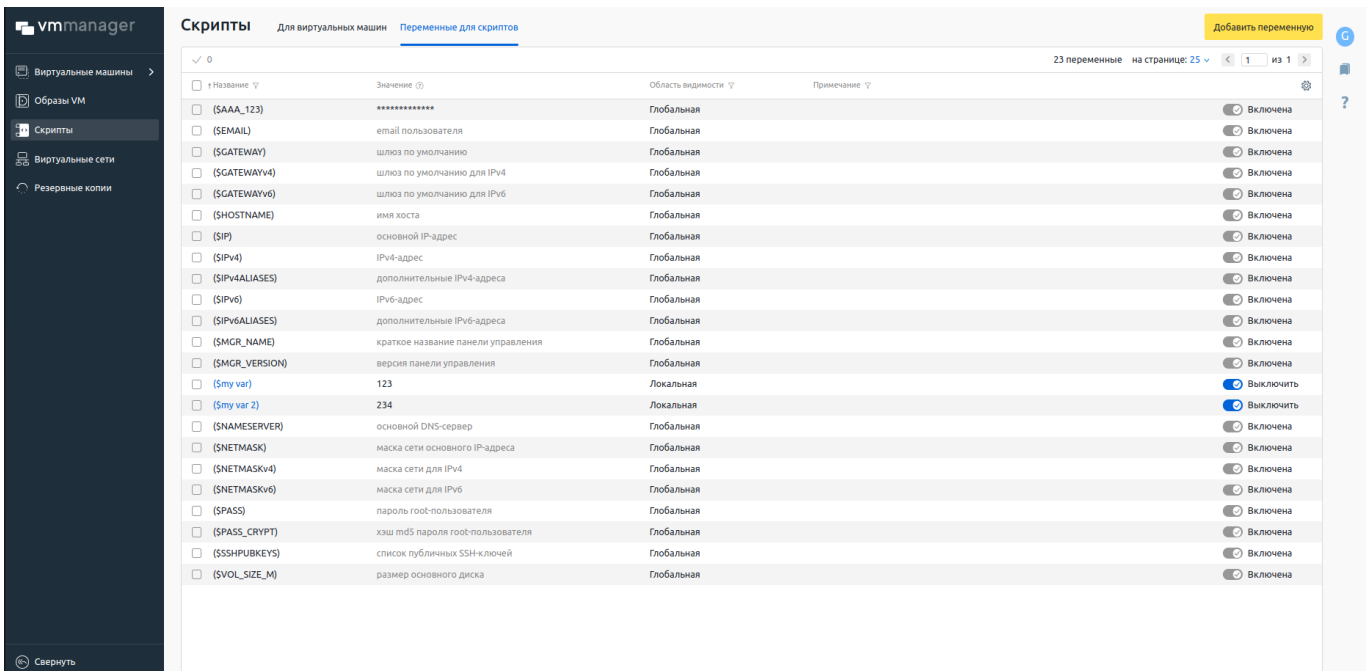 vmmanager
Скрипты Для виртуальных машин Переменные для скриптов Добавить переменную
G
Виртуальные машины
Образы VM
Скрипты
Виртуальные сети
Резервные копии
Свернуть
0 23 переменные на странице: 25 1 из 1
Название Значение Область видимости Примечание
($AAA_123) ************* Глобальная Включена
($EMAIL) email пользователя Глобальная Включена
($GATEWAY) шлюз по умолчанию Глобальная Включена
($GATEWAYv4) шлюз по умолчанию для IPv4 Глобальная Включена
($GATEWAYv6) шлюз по умолчанию для IPv6 Глобальная Включена
($HOSTNAME) имя хоста Глобальная Включена
($IP) основной IP-адрес Глобальная Включена
($IPv4) IPv4-адрес Глобальная Включена
($IPv4ALIASES) дополнительные IPv4-адреса Глобальная Включена
($IPv6) IPv6-адрес Глобальная Включена
($IPv6ALIASES) дополнительные IPv6-адреса Глобальная Включена
($MGR_NAME) краткое название панели управления Глобальная Включена
($MGR_VERSION) версия панели управления Глобальная Включена
($my var) 123 Локальная Выключить
($my var 2) 234 Локальная Выключить
($NAMESERVER) основной DNS-сервер Глобальная Включена
($NETMASK) маска сети основного IP-адреса Глобальная Включена
($NETMASKv4) маска сети для IPv4 Глобальная Включена
($NETMASKv6) маска сети для IPv6 Глобальная Включена
($PASS) пароль root-пользователя Глобальная Включена
($PASS_CRYPT) хэш md5 пароля root-пользователя Глобальная Включена
($SSHPUBKEYS) список публичных SSH-ключей Глобальная Включена
($VOL_SIZE_M) размер основного диска Глобальная Включена